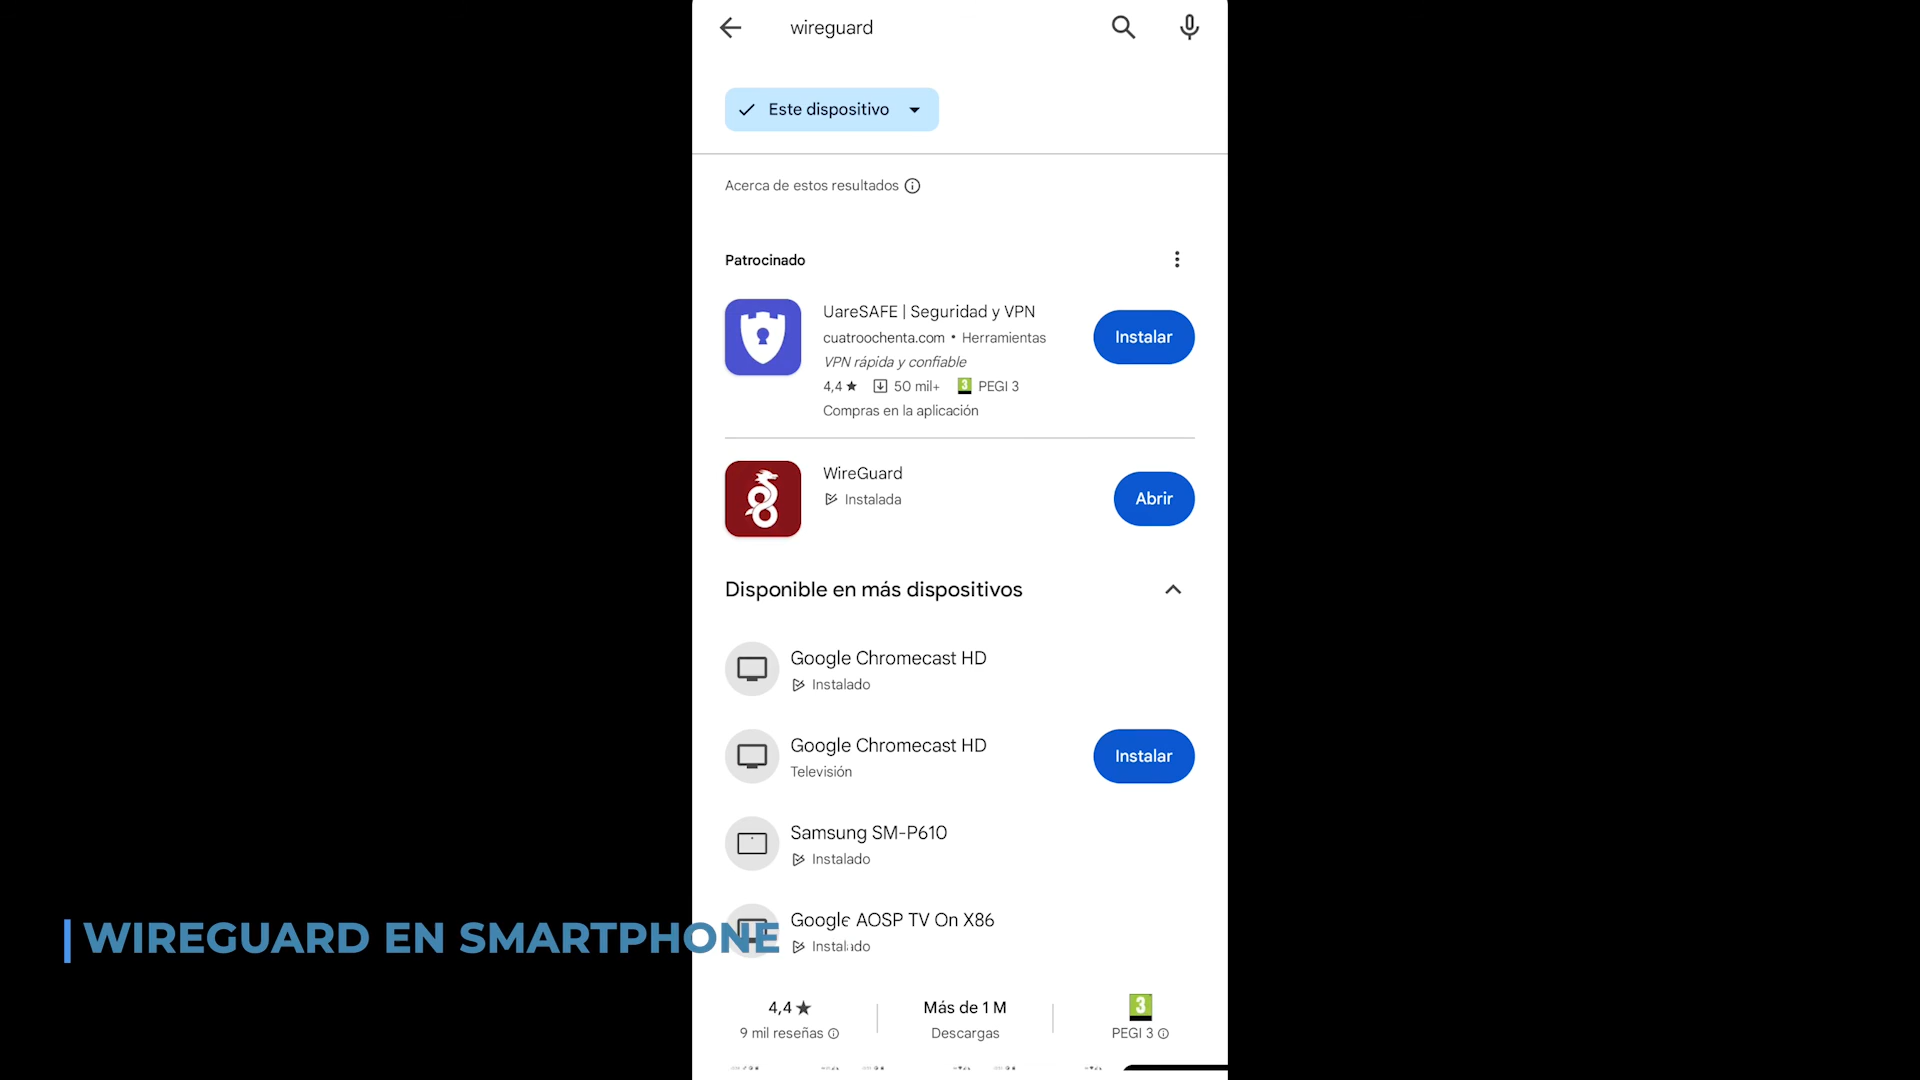 wireguard
Este dispositivo
Acerca de estos resultados
Patrocinado
UareSAFE | Seguridad y VPN
cuatroochenta.com • Herramientas
VPN rápida y confiable
4,4 ★ 50 mil+ 3 PEGI 3
Compras en la aplicación
Instalar
WireGuard
Instalada
Abrir
Disponible en más dispositivos
Google Chromecast HD
Instalado
Google Chromecast HD
Televisión
Instalar
Samsung SM-P610
Instalado
Google AOSP TV On X86
Instalado
WIREGUARD EN SMARTPHONE
4,4 ★
9 mil reseñas
Más de 1 M
Descargas
3
PEGI 3